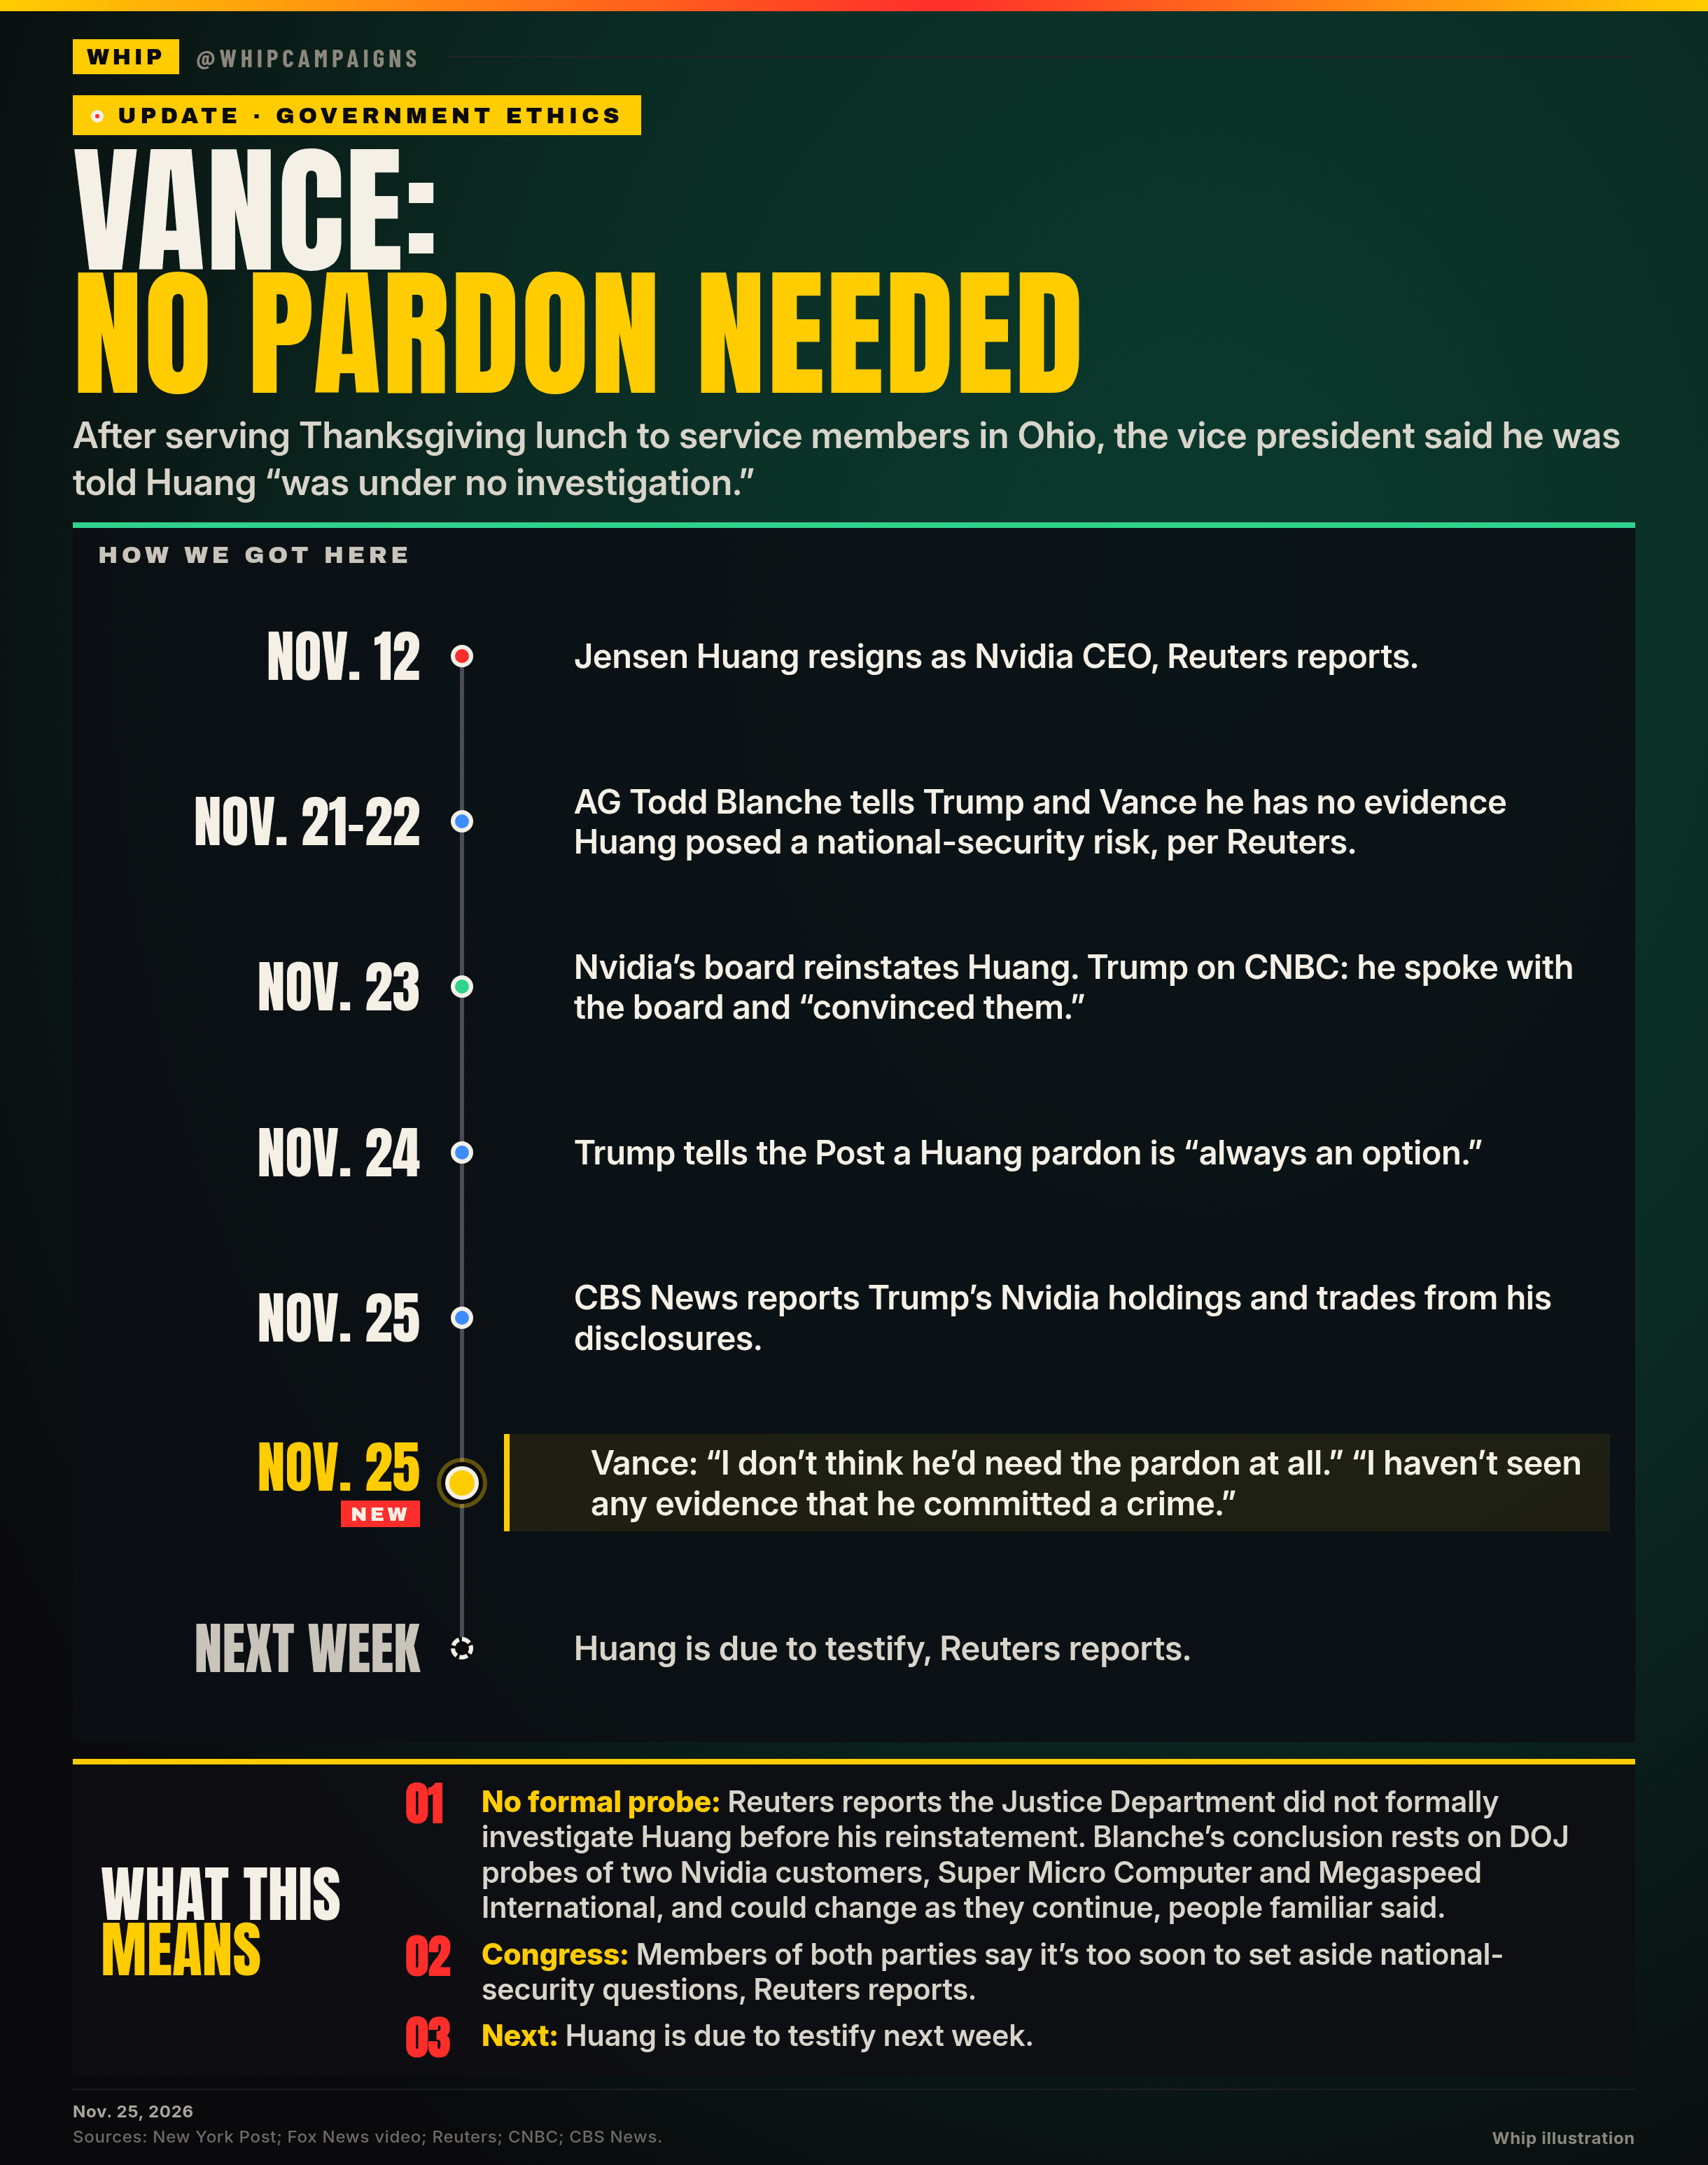 WHIP @WHIPCAMPAIGNS
UPDATE · GOVERNMENT ETHICS
VANCE:
NO PARDON NEEDED
After serving Thanksgiving lunch to service members in Ohio, the vice president said he was
told Huang “was under no investigation.”
HOW WE GOT HERE
NOV. 12
Jensen Huang resigns as Nvidia CEO, Reuters reports.
NOV. 21-22
AG Todd Blanche tells Trump and Vance he has no evidence
Huang posed a national-security risk, per Reuters.
NOV. 23
Nvidia’s board reinstates Huang. Trump on CNBC: he spoke with
the board and “convinced them.”
NOV. 24
Trump tells the Post a Huang pardon is “always an option.”
NOV. 25
CBS News reports Trump’s Nvidia holdings and trades from his
disclosures.
NOV. 25
NEW
Vance: “I don’t think he’d need the pardon at all.” “I haven’t seen
any evidence that he committed a crime.”
NEXT WEEK
Huang is due to testify, Reuters reports.
WHAT THIS
MEANS
01
No formal probe: Reuters reports the Justice Department did not formally
investigate Huang before his reinstatement. Blanche’s conclusion rests on DOJ
probes of two Nvidia customers, Super Micro Computer and Megaspeed
International, and could change as they continue, people familiar said.
02
Congress: Members of both parties say it’s too soon to set aside national-
security questions, Reuters reports.
03
Next: Huang is due to testify next week.
Nov. 25, 2026
Sources: New York Post; Fox News video; Reuters; CNBC; CBS News.
Whip illustration